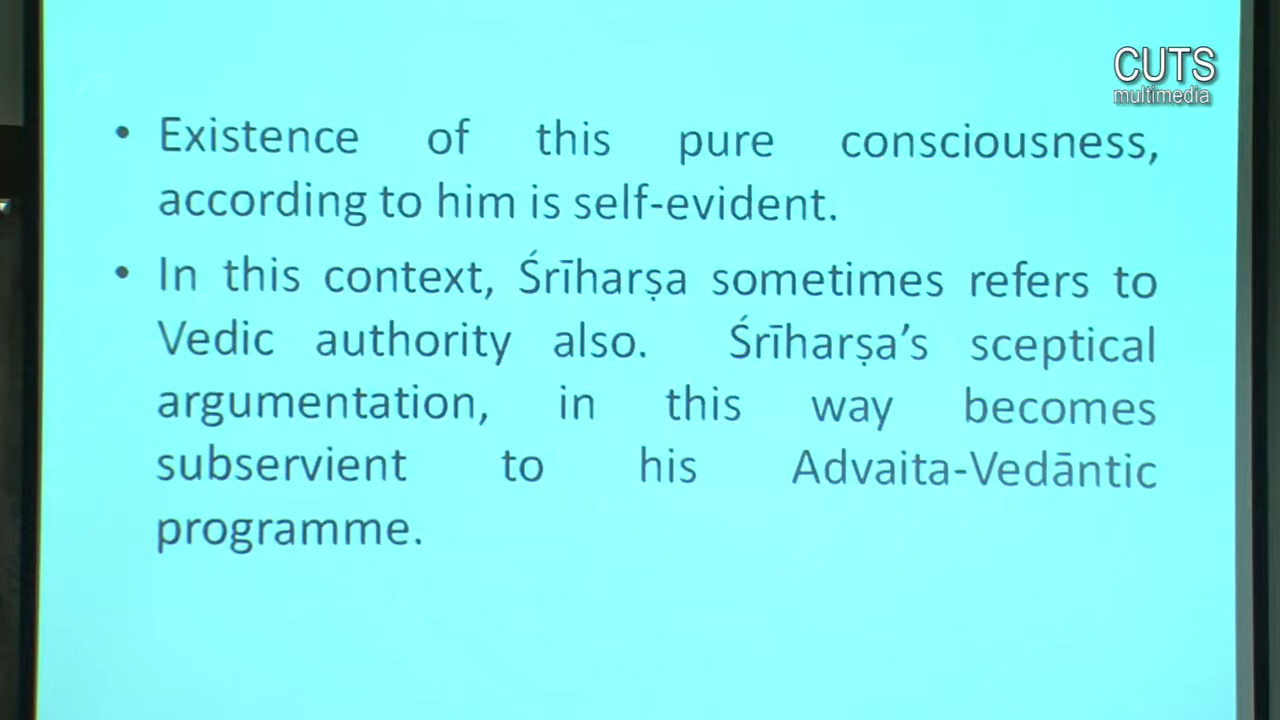 CUTS
multimedia
• Existence of this pure consciousness,
according to him is self-evident.
• In this context, Śrīharṣa sometimes refers to
Vedic authority also. Śrīharṣa’s sceptical
argumentation, in this way becomes
subservient to his Advaita-Vedāntic
programme.